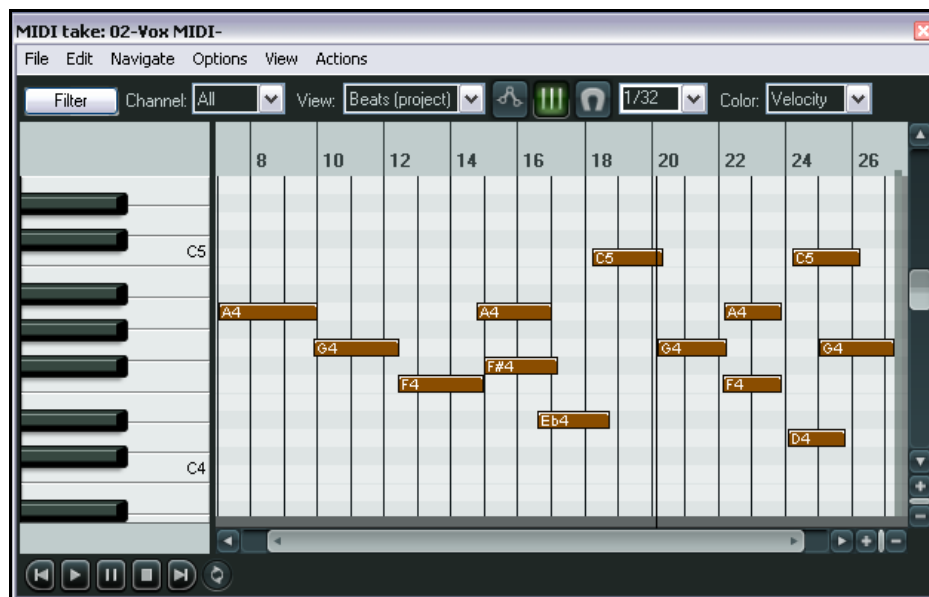 MIDI take: 02-Vox MIDI-
File Edit Navigate Options View Actions
Filter Channel: All View: Beats (project) 1/32 Color: Velocity
8 10 12 14 16 18 20 22 24 26
C5 C5 C5
A4 A4 A4
G4 G4 G4
F#4
F4 F4
Eb4
D4
C4